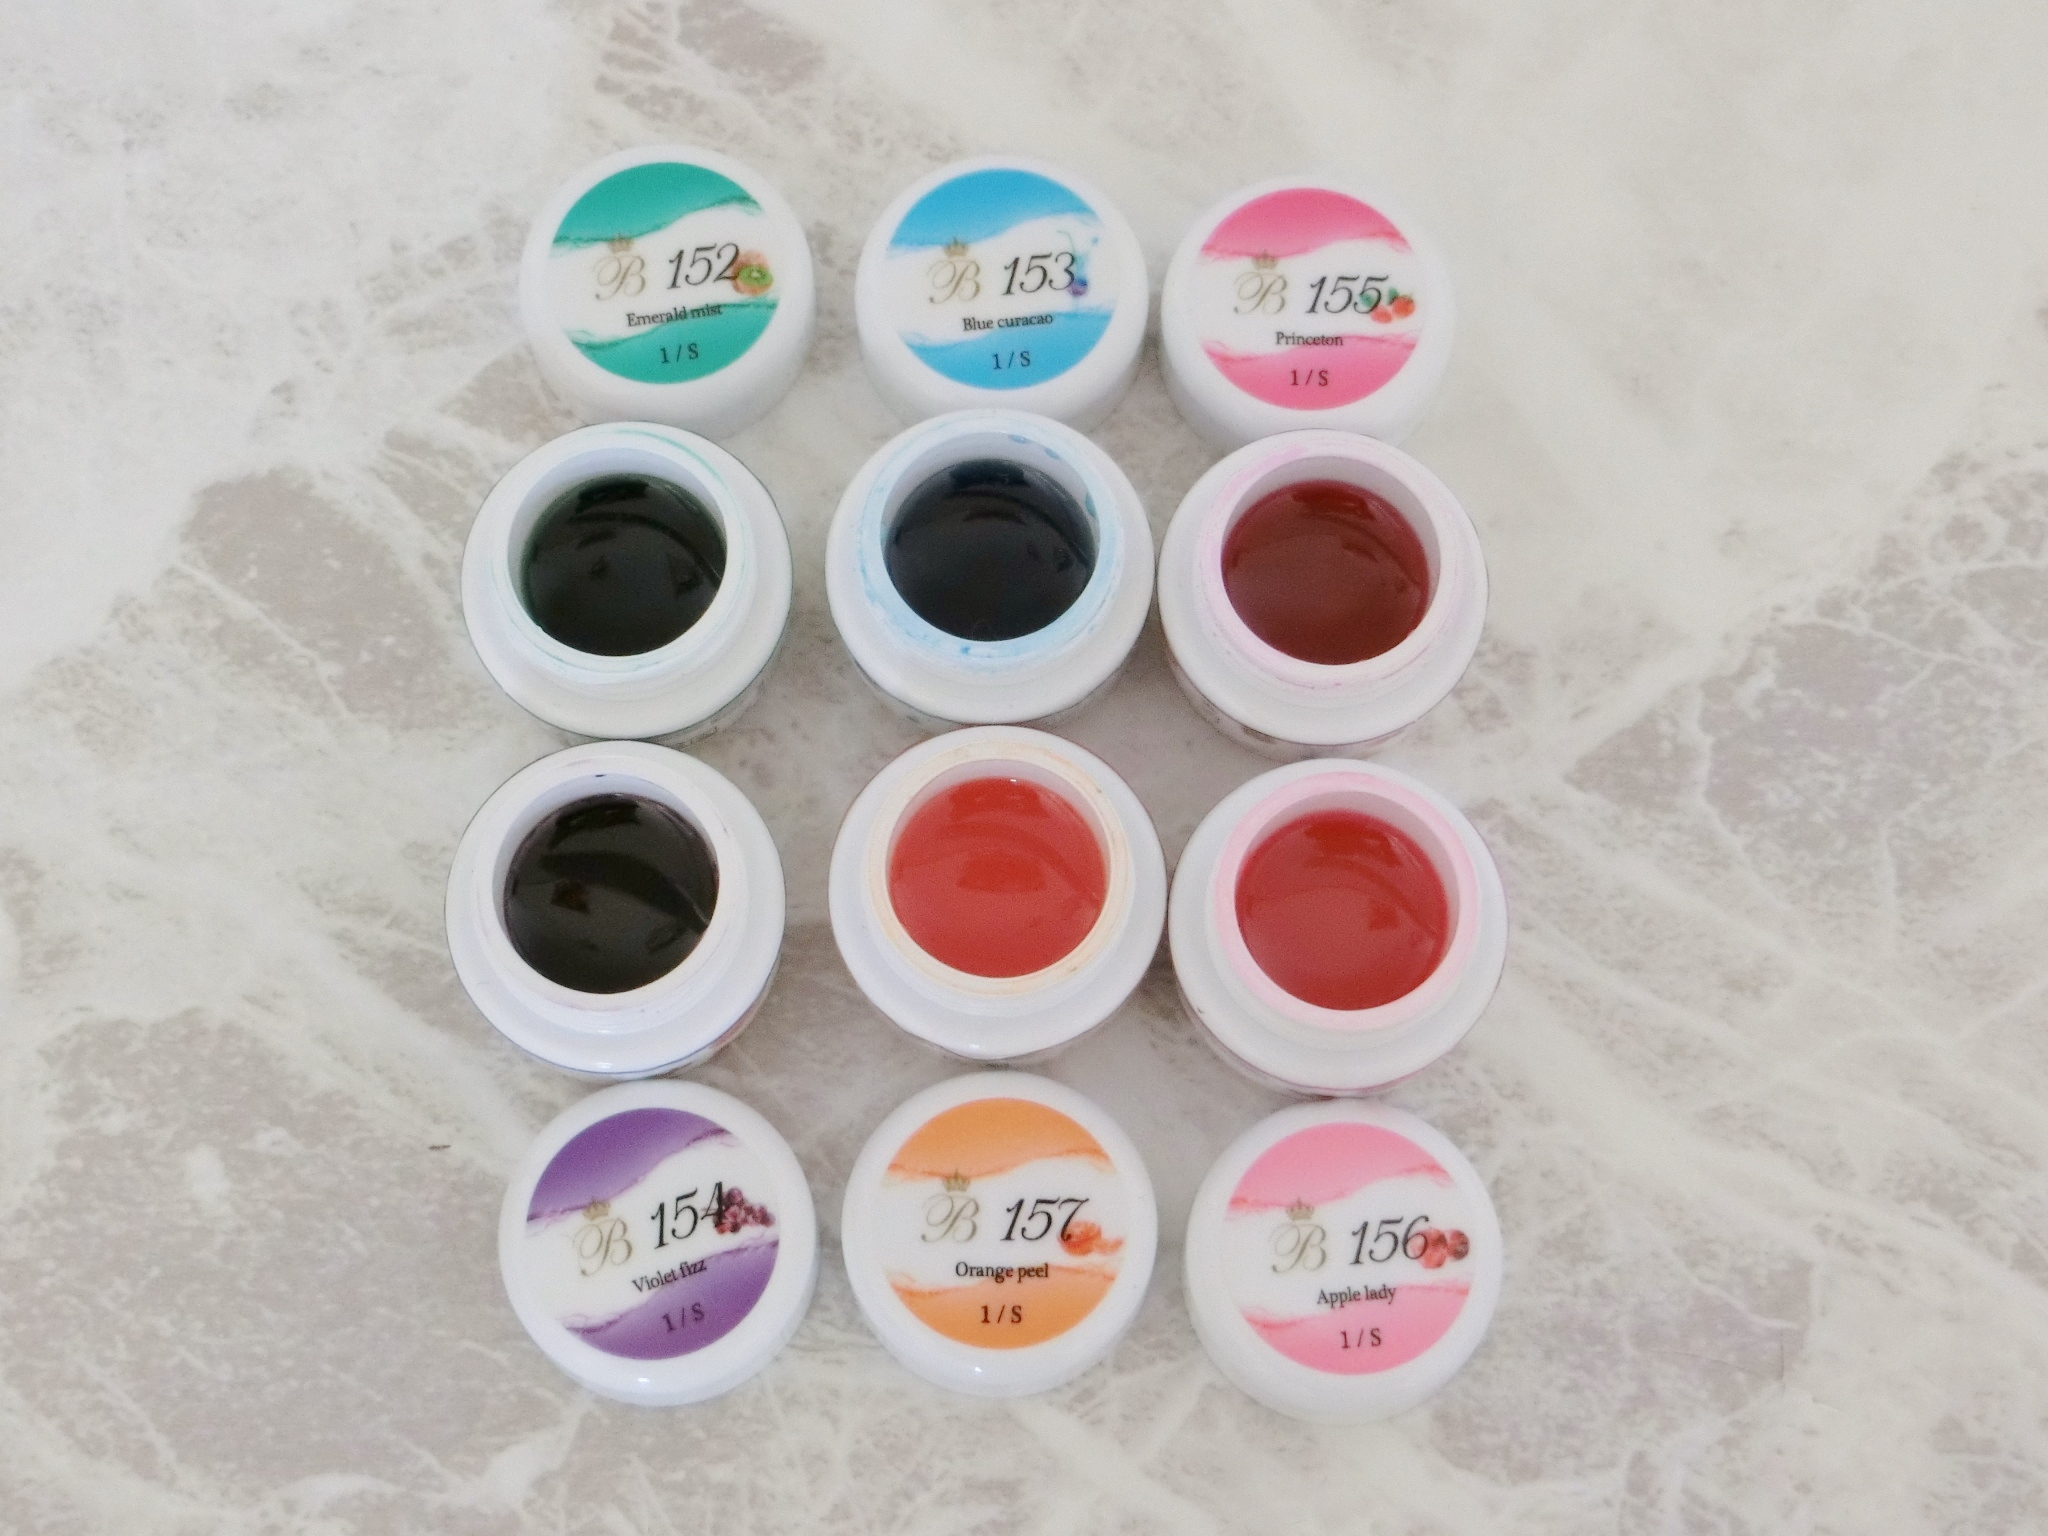 B 152
Emerald mist
1 / S
B 153
Blue curacao
1 / S
B 155
Princeton
1 / S
B 154
Violet fizz
1 / S
B 157
Orange peel
1 / S
B 156
Apple lady
1 / S